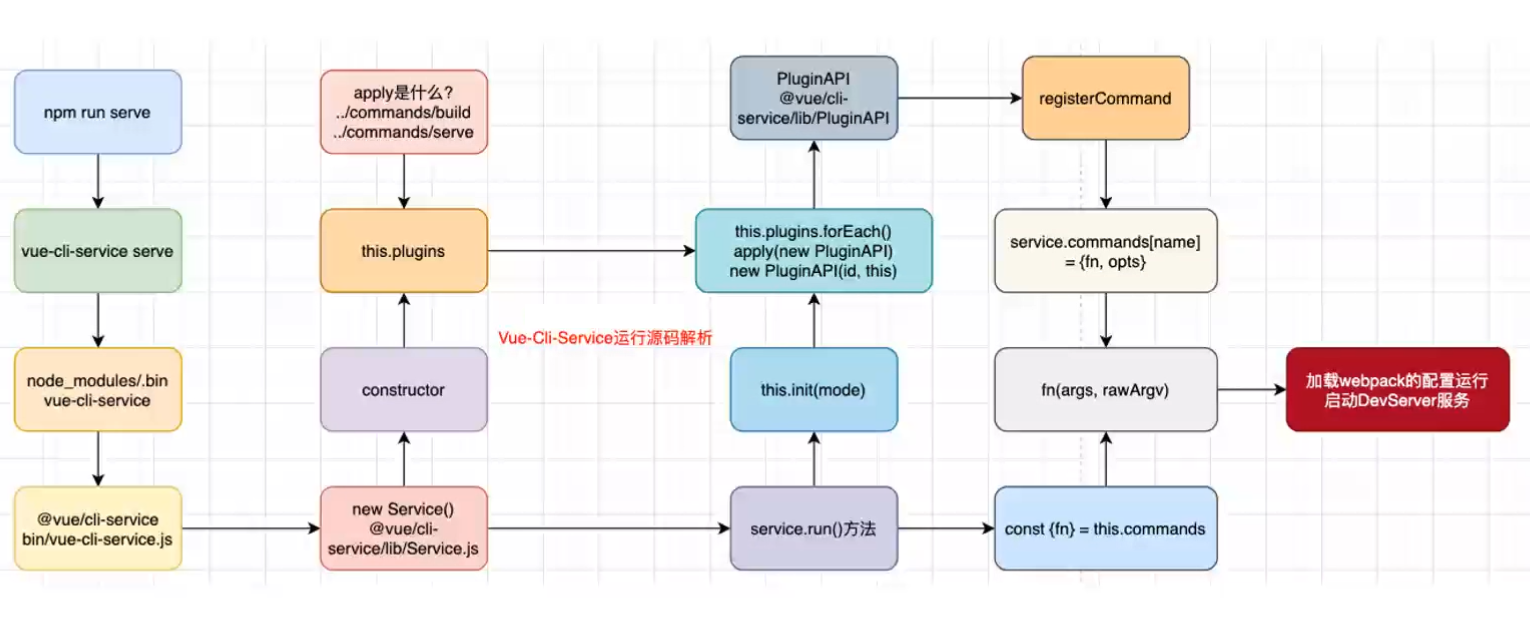 npm run serve
vue-cli-service serve
node_modules/.bin
vue-cli-service
@vue/cli-service
bin/vue-cli-service.js
apply是什么?
../commands/build
../commands/serve
this.plugins
constructor
new Service()
@vue/cli-
service/lib/Service.js
Vue-Cli-Service运行源码解析
PluginAPI
@vue/cli-
service/lib/PluginAPI
this.plugins.forEach()
apply(new PluginAPI)
new PluginAPI(id, this)
this.init(mode)
service.run()方法
registerCommand
service.commands[name]
= {fn, opts}
fn(args, rawArgv)
const {fn} = this.commands
加载webpack的配置运行
启动DevServer服务